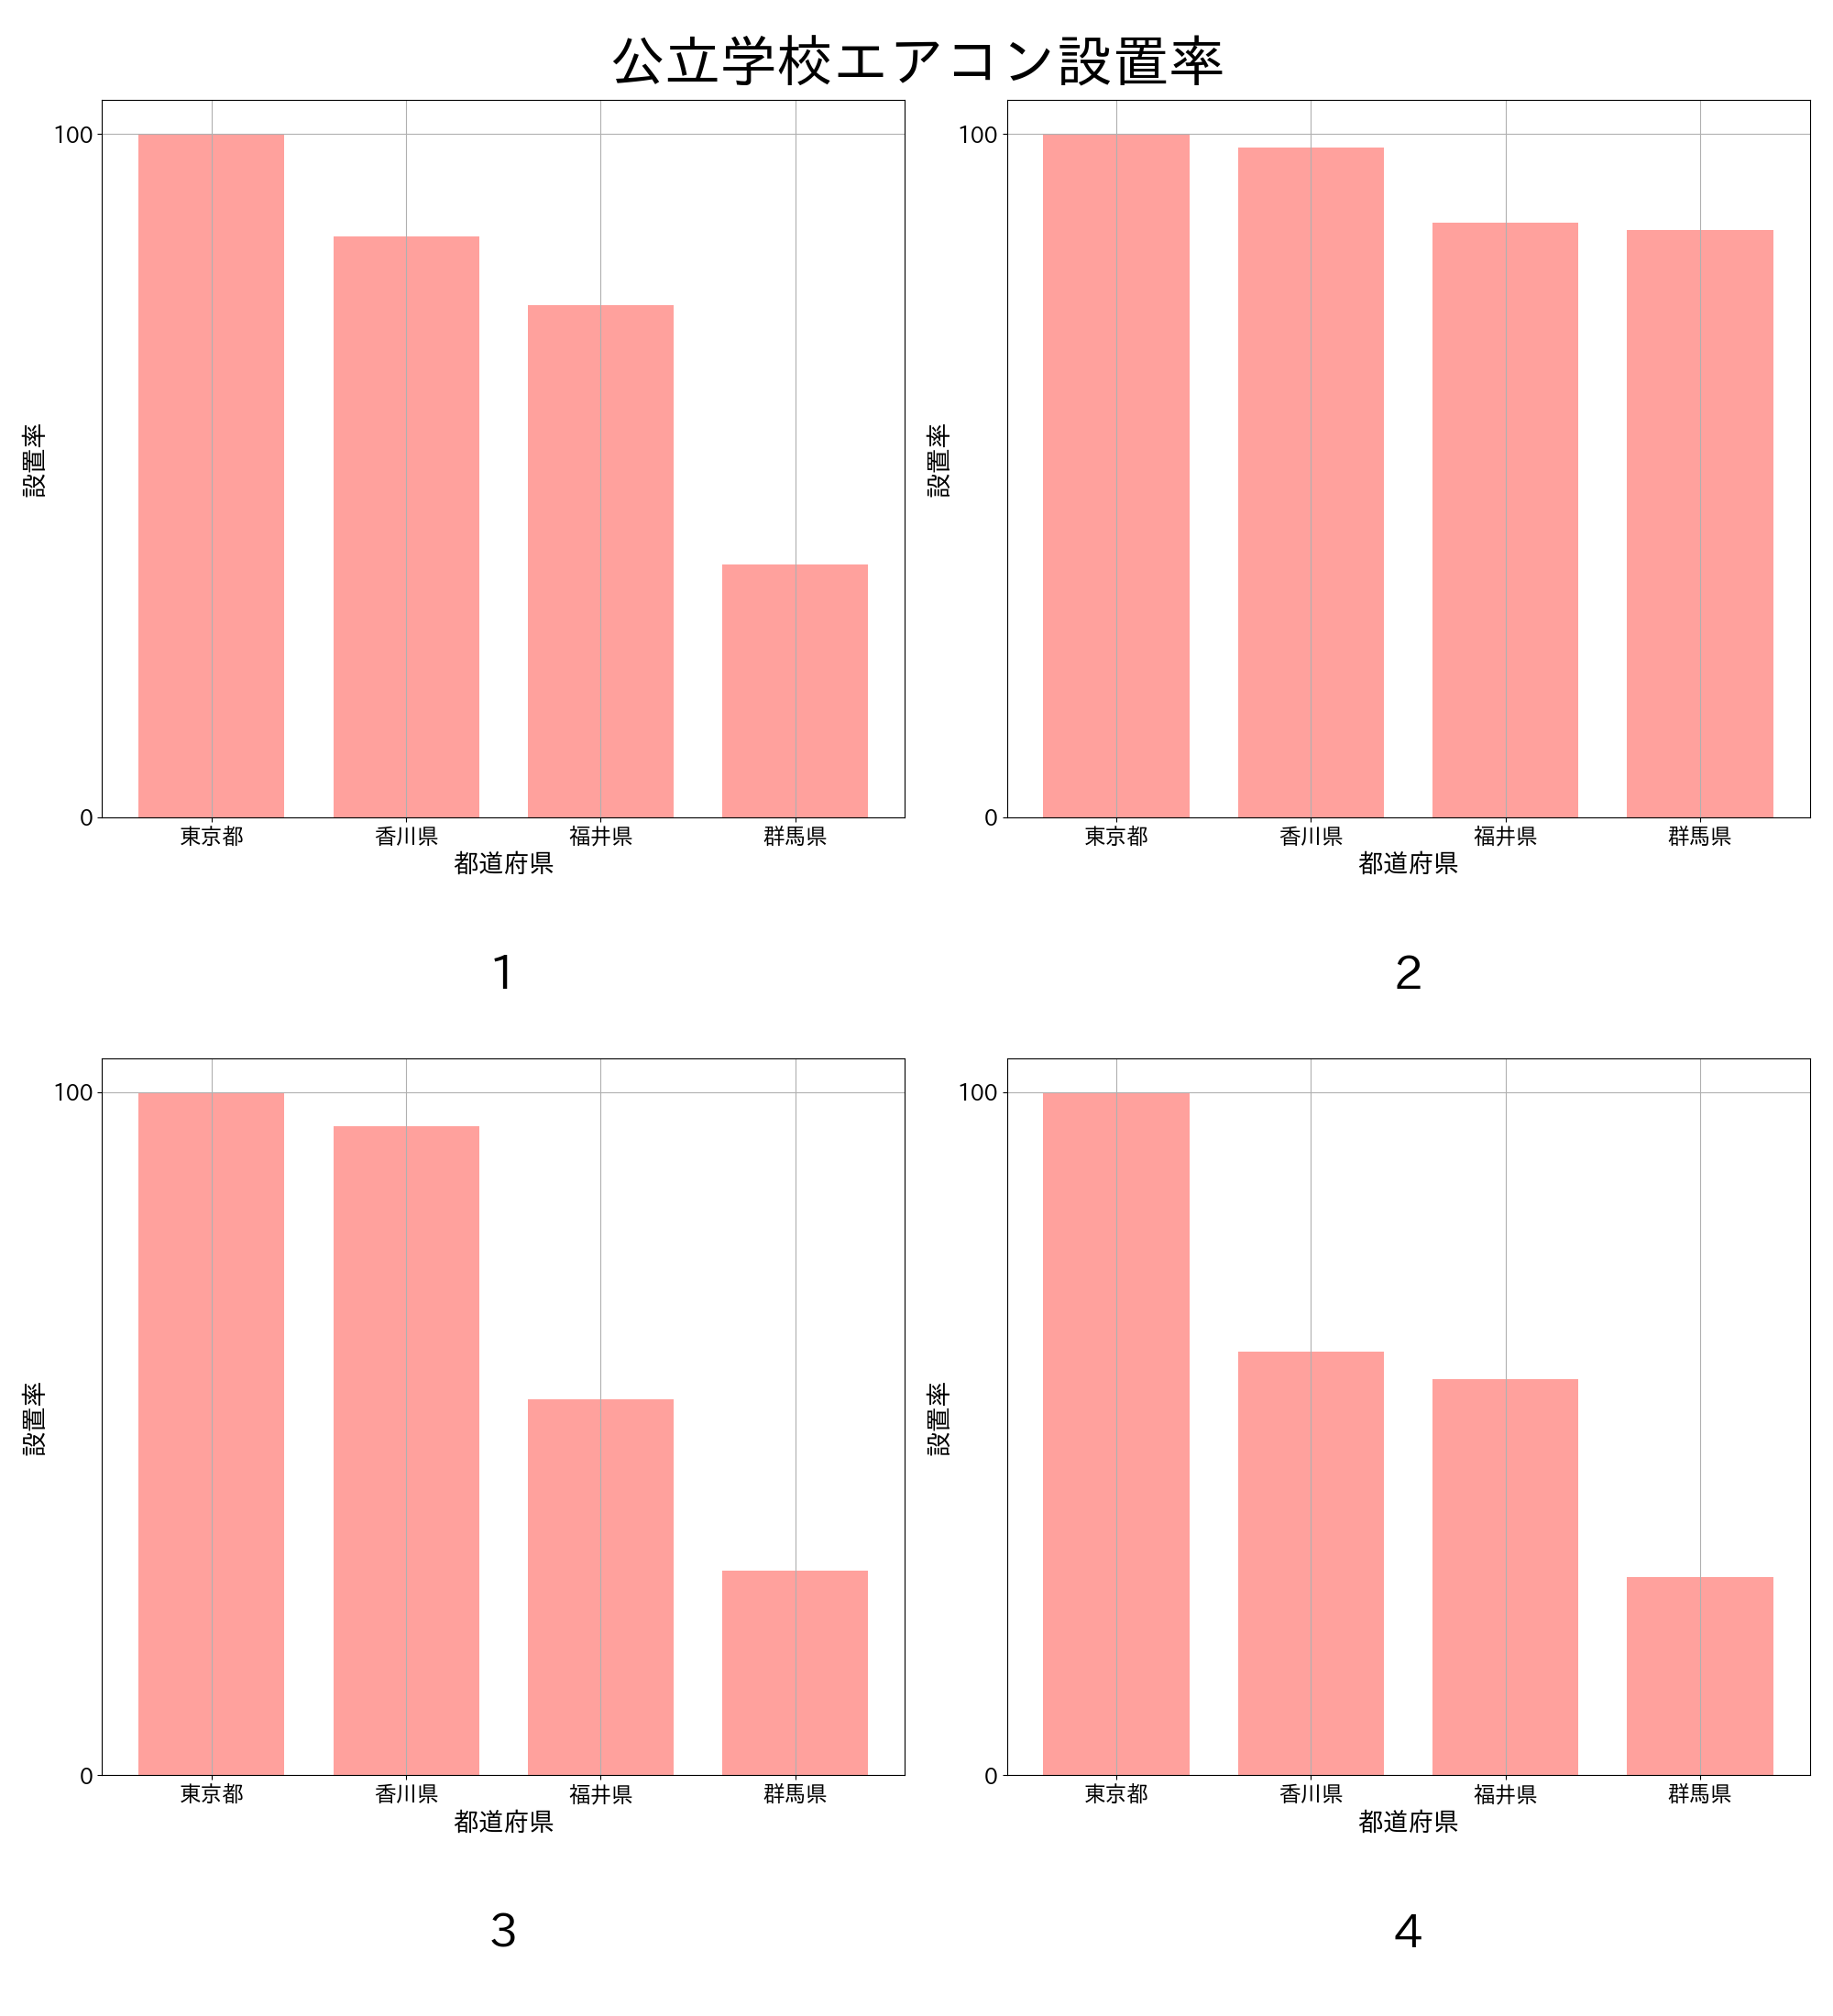 公立学校エアコン設置率
100
0
設置率
東京都 香川県 福井県 群馬県
都道府県
1
100
0
設置率
東京都 香川県 福井県 群馬県
都道府県
2
100
0
設置率
東京都 香川県 福井県 群馬県
都道府県
3
100
0
設置率
東京都 香川県 福井県 群馬県
都道府県
4